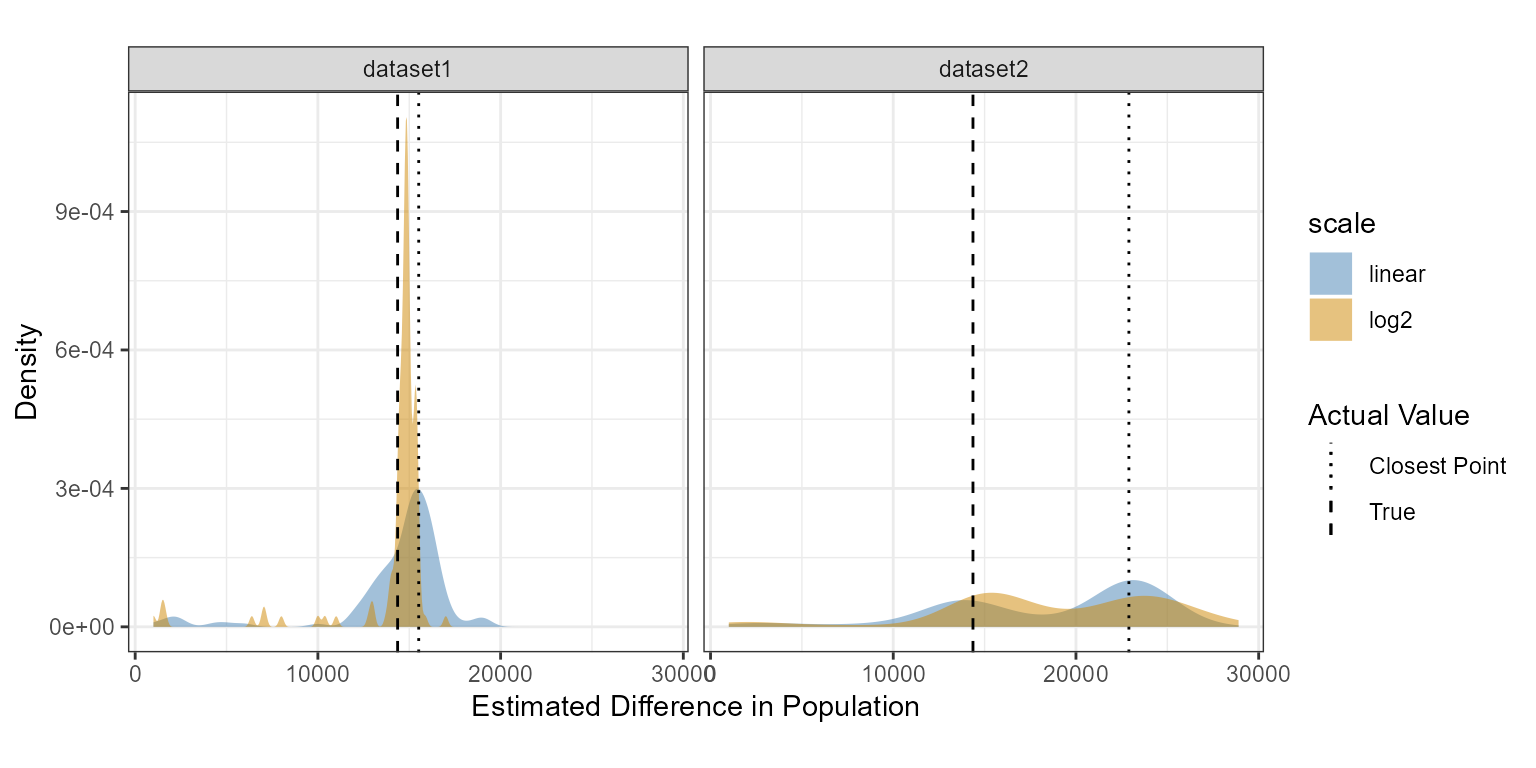 dataset1
dataset2
9e-04
6e-04
3e-04
0e+00
Density
0
10000
20000
30000
0
10000
20000
30000
Estimated Difference in Population
scale
linear
log2
Actual Value
Closest Point
True